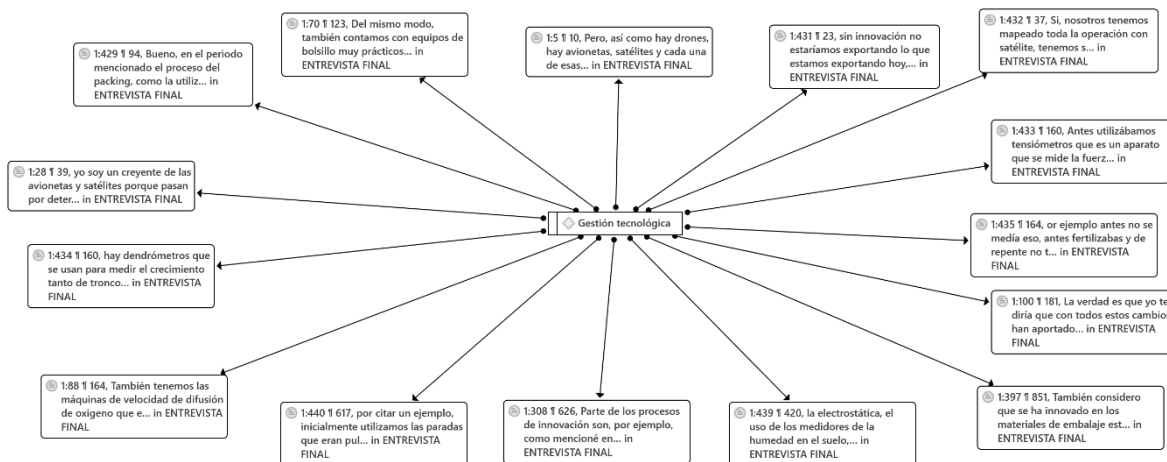 1:70 ¶ 123, Del mismo modo,
también contamos con equipos de
bolsillo muy prácticos... in
ENTREVISTA FINAL
1:5 ¶ 10, Pero, así como hay drones,
hay avionetas, satélites y cada una
de esas... in ENTREVISTA FINAL
1:431 ¶ 23, sin innovación no
estaríamos exportando lo que
estamos exportando hoy,... in
ENTREVISTA FINAL
1:432 ¶ 37, Si, nosotros tenemos
mapeado toda la operación con
satélite, tenemos s... in
ENTREVISTA FINAL
1:429 ¶ 94, Bueno, en el periodo
mencionado el proceso del
packing, como la utiliz... in
ENTREVISTA FINAL
1:433 ¶ 160, Antes
utilizábamos
tensiómetros que es un aparato
que se mide la fuerz... in
ENTREVISTA FINAL
1:28 ¶ 39, yo soy un creyente de las
avionetas y satélites porque pasan
por deter... in ENTREVISTA FINAL
Gestión tecnológica
1:435 ¶ 164, or ejemplo antes no se
medía eso, antes fertilizabas y de
repente no t... in ENTREVISTA
FINAL
1:434 ¶ 160, hay dendrómetros que
se usan para medir el crecimiento
tanto de tronco... in ENTREVISTA
FINAL
1:100 ¶ 181, La verdad es que yo te
diría que con todos estos cambios
han aportado... in ENTREVISTA
FINAL
1:88 ¶ 164, También tenemos las
máquinas de velocidad de difusión
de oxigeno que e... in ENTREVISTA
FINAL
1:440 ¶ 617, por citar un ejemplo,
inicialmente utilizamos las paradas
que eran pul... in ENTREVISTA
FINAL
1:308 ¶ 626, Parte de los procesos
de innovación son, por ejemplo,
como mencioné en... in
ENTREVISTA FINAL
1:439 ¶ 420, la electrostática, el
uso de los medidores de la
humedad en el suelo,... in
ENTREVISTA FINAL
1:397 ¶ 851, También considero
que se ha innovado en los
materiales de embalaje est... in
ENTREVISTA FINAL